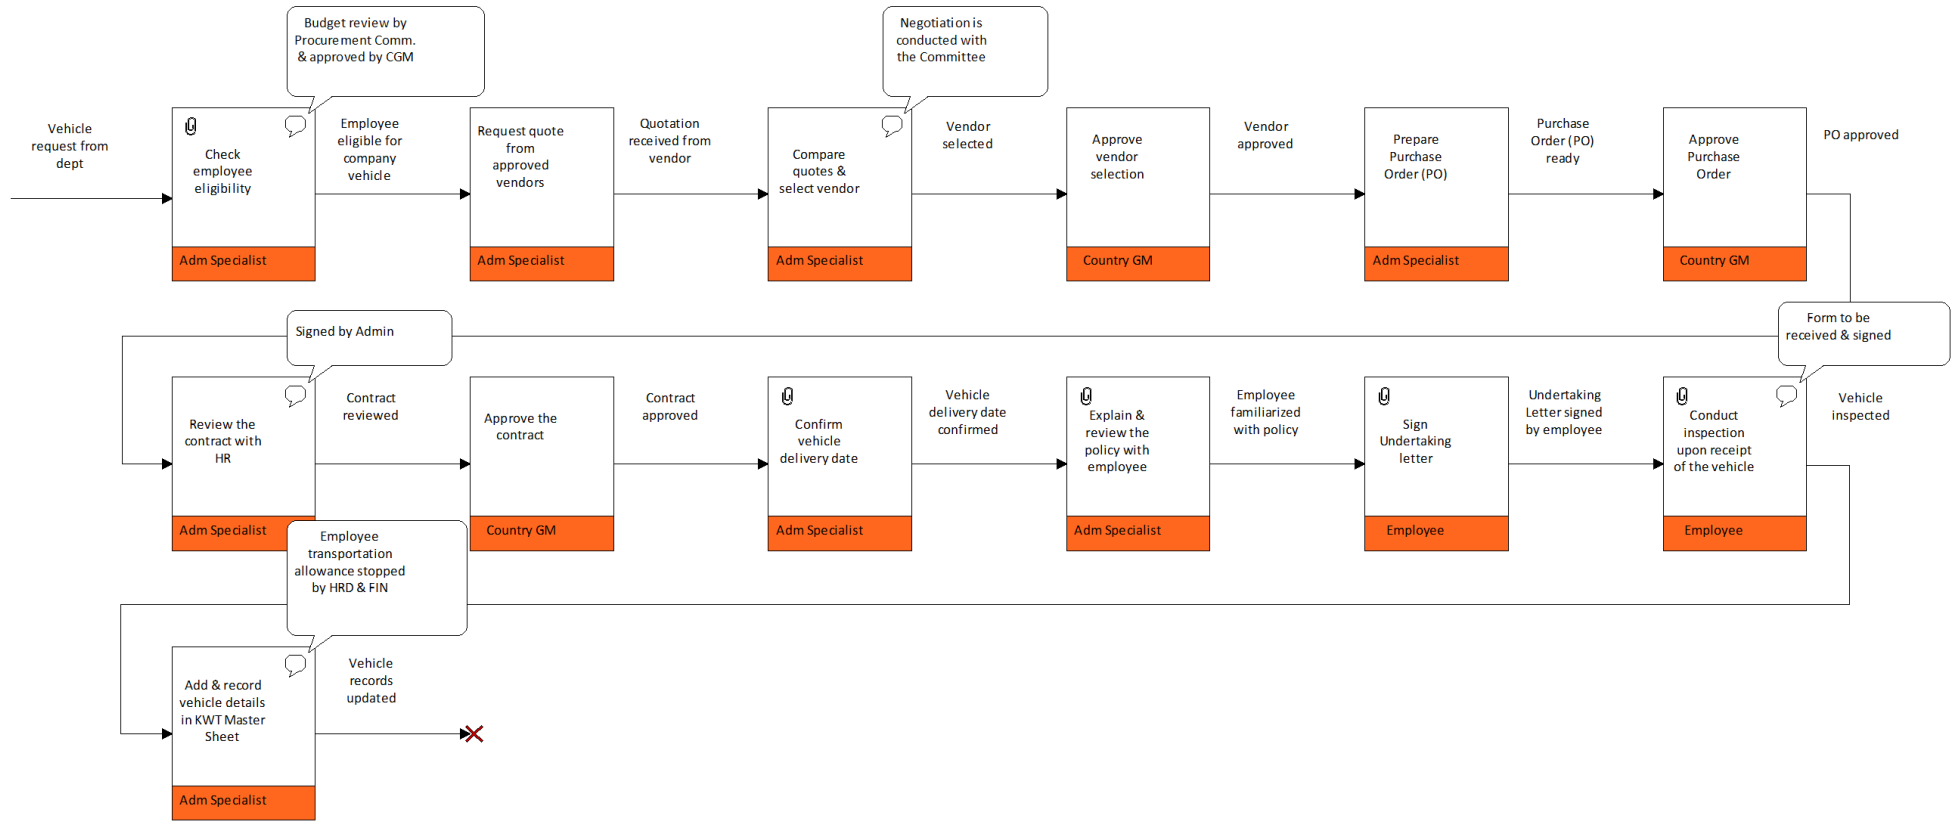 Budget review by
Procurement Comm.
& approved by CGM
Negotiation is
conducted with
the Committee
Vehicle
request from
dept
Check
employee
eligibility
Adm Specialist
Employee
eligible for
company
vehicle
Request quote
from
approved
vendors
Adm Specialist
Quotation
received from
vendor
Compare
quotes &
select vendor
Adm Specialist
Vendor
selected
Approve
vendor
selection
Country GM
Vendor
approved
Prepare
Purchase
Order (PO)
Adm Specialist
Purchase
Order (PO)
ready
Approve
Purchase
Order
Country GM
PO approved
Signed by Admin
Form to be
received & signed
Review the
contract with
HR
Adm Specialist
Contract
reviewed
Approve the
contract
Country GM
Contract
approved
Confirm
vehicle
delivery date
Adm Specialist
Vehicle
delivery date
confirmed
Explain &
review the
policy with
employee
Adm Specialist
Employee
familiarized
with policy
Sign
Undertaking
letter
Employee
Undertaking
Letter signed
by employee
Conduct
inspection
upon receipt
of the vehicle
Employee
Vehicle
inspected
Employee
transportation
allowance stopped
by HRD & FIN
Add & record
vehicle details
in KWT Master
Sheet
Adm Specialist
Vehicle
records
updated